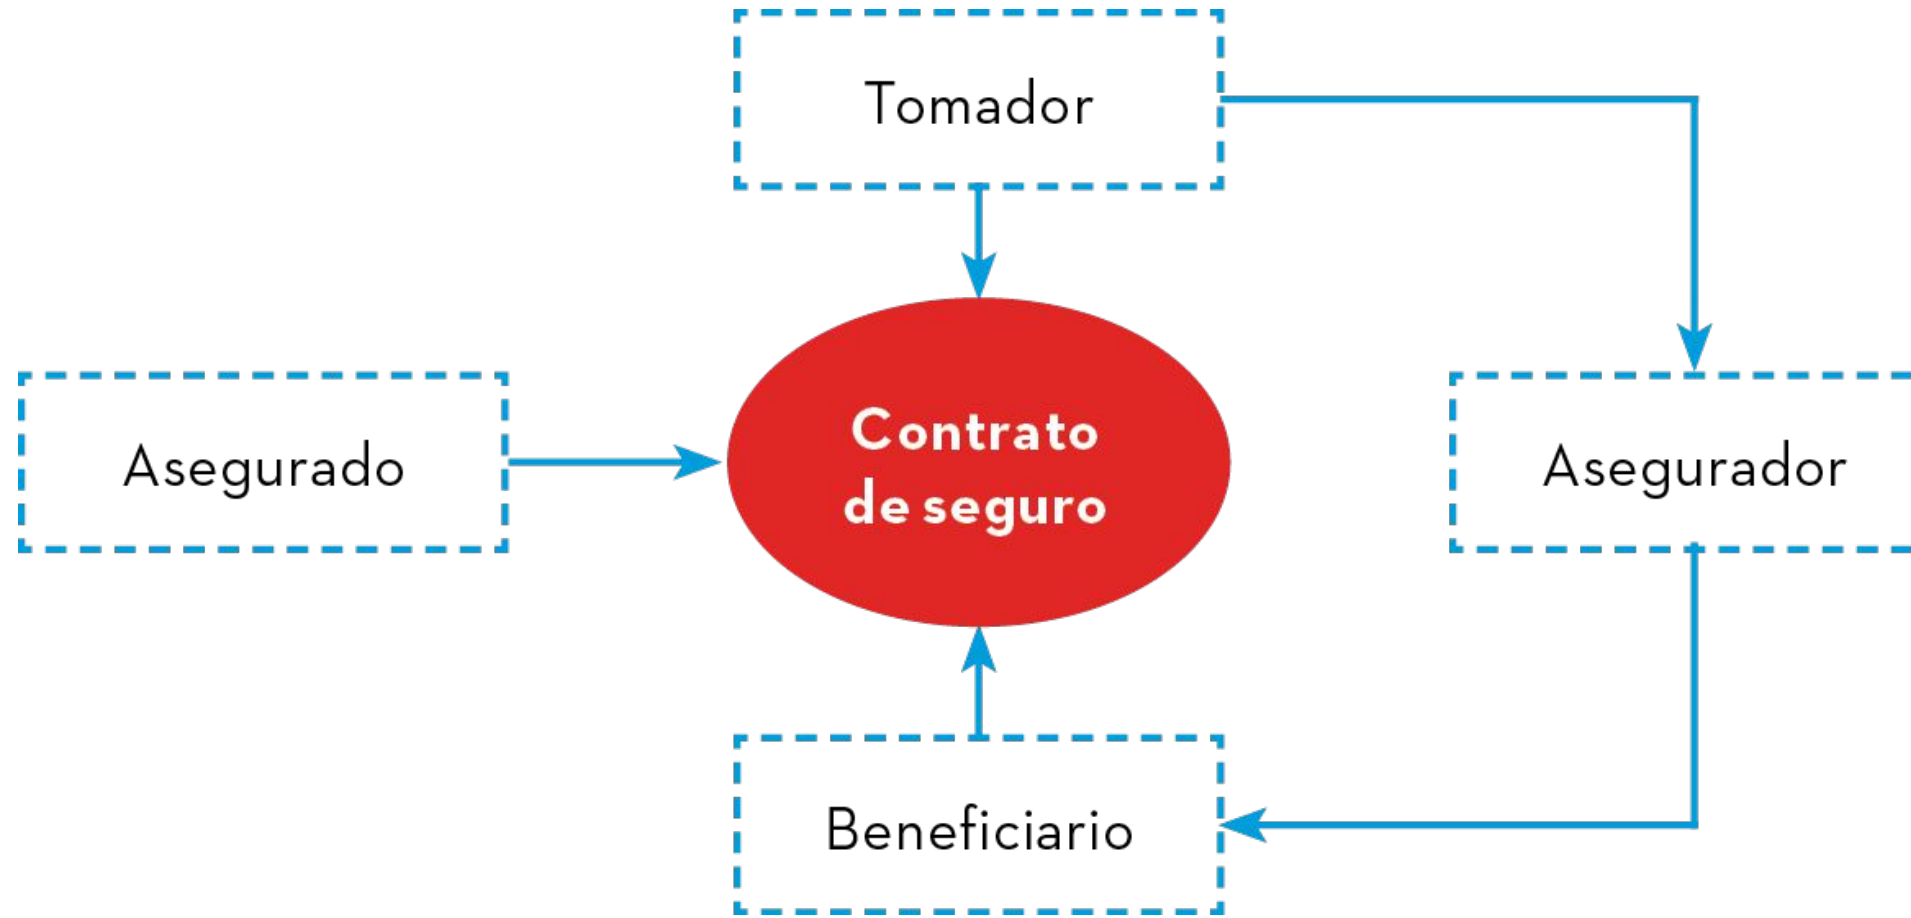 Tomador
Asegurado
Contrato
de seguro
Asegurador
Beneficiario